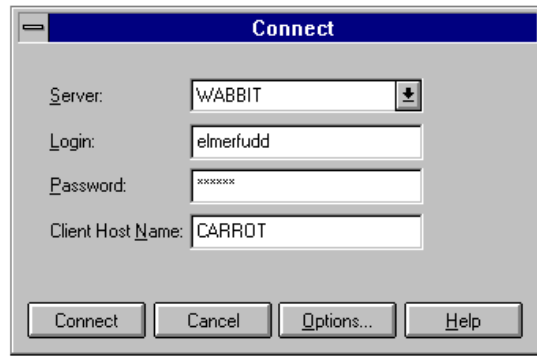 Connect
Server: WABBIT
Login: elmerfudd
Password: ******
Client Host Name: CARROT
Connect Cancel Options... Help